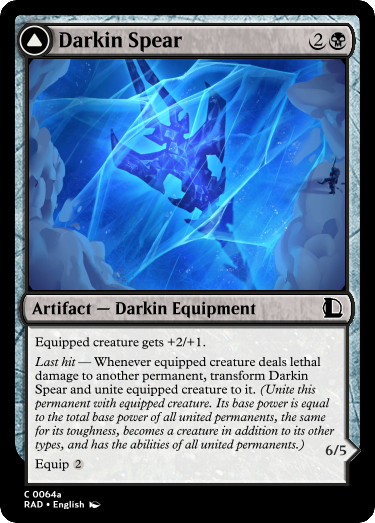 Darkin Spear 2
Artifact — Darkin Equipment
Equipped creature gets +2/+1.
Last hit — Whenever equipped creature deals lethal
damage to another permanent, transform Darkin
Spear and unite equipped creature to it. (Unite this
permanent with equipped creature. Its base power is equal
to the total base power of all united permanents, the same
for its toughness, becomes a creature in addition to its other
types, and has the abilities of all united permanents.)
6/5
Equip 2
C 0064a
RAD • English